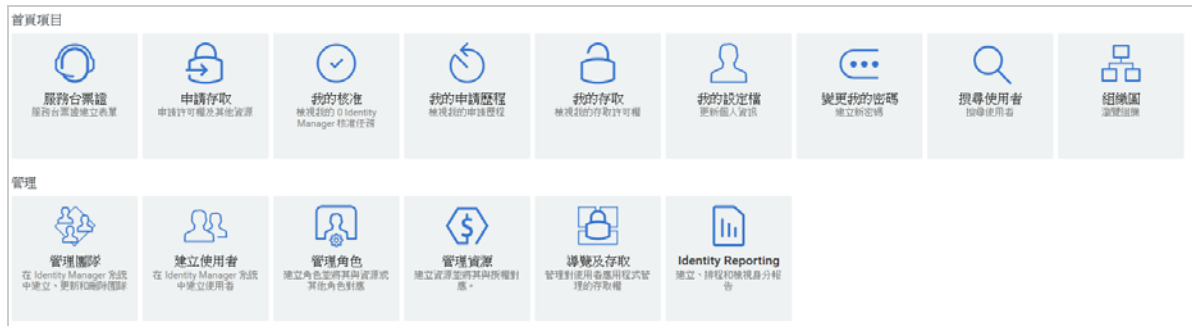 首頁項目
服務台票證
服務台票證建立表單
申請存取
申請許可權及其他資源
我的核准
檢視我的 0 Identity
Manager 核准任務
我的申請歷程
檢視我的申請歷程
我的存取
檢視我的存取許可權
我的設定檔
更新個人資訊
變更我的密碼
建立新密碼
搜尋使用者
搜尋使用者
組織圖
瀏覽組織
管理
管理團隊
在 Identity Manager 系統
中建立、更新和刪除團隊
建立使用者
在 Identity Manager 系統
中建立使用者
管理角色
建立角色並將其與資源或
其他角色對應
管理資源
建立資源並將其與授權對
應。
導覽及存取
管理對使用者應用程式管
理的存取權
Identity Reporting
建立、排程和檢視身分報
告